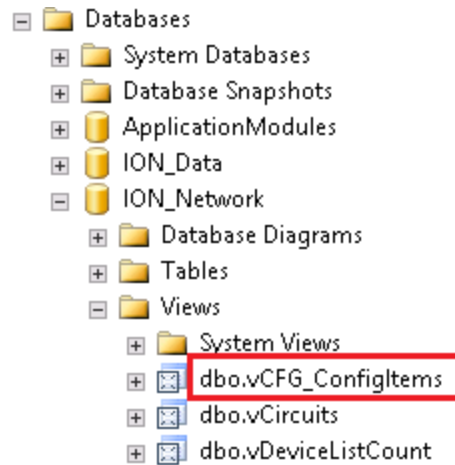 Databases
System Databases
Database Snapshots
ApplicationModules
ION_Data
ION_Network
Database Diagrams
Tables
Views
System Views
dbo.vCFG_ConfigItems
dbo.vCircuits
dbo.vDeviceListCount